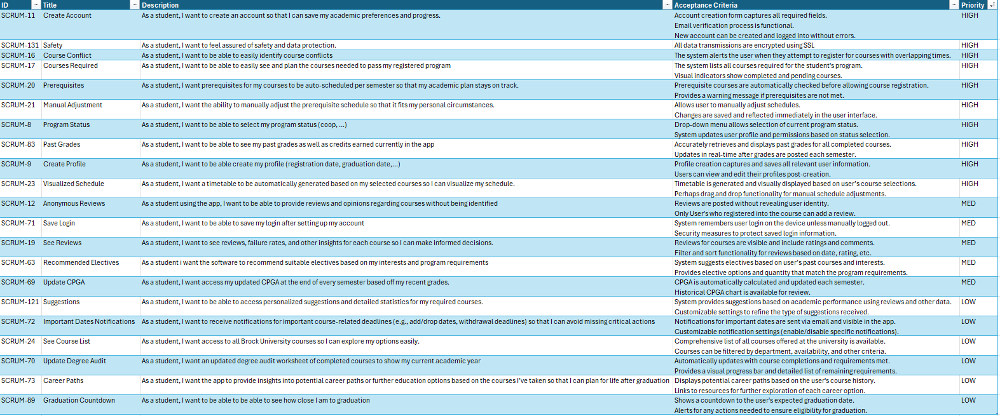 ID Title Description Acceptance Criteria Priority
SCRUM-11 Create Account As a student, I want to create an account so that I can save my academic preferences and progress. Account creation form captures all required fields. HIGH
Email verification process is functional.
New account can be created and logged into without errors.
SCRUM-131 Safety As a student, I want to feel assured of safety and data protection. All data transmissions are encrypted using SSL HIGH
SCRUM-16 Course Conflict As a student, I want to be able to easily identify course conflicts The system alerts the user when they attempt to register for courses with overlapping times. HIGH
SCRUM-17 Courses Required As a student, I want to be able to easily see and plan the courses needed to pass my registered program The system lists all courses required for the student's program. HIGH
Visual indicators show completed and pending courses.
SCRUM-20 Prerequisites As a student, I want prerequisites for my courses to be auto-scheduled per semester so that my academic plan stays on track. Prerequisite courses are automatically checked before allowing course registration. HIGH
Provides a warning message if prerequisites are not met.
SCRUM-21 Manual Adjustment As a student, I want the ability to manually adjust the prerequisite schedule so that it fits my personal circumstances. Allows user to manually adjust schedules. HIGH
Changes are saved and reflected immediately in the user interface.
SCRUM-8 Program Status As a student, I want to be able to select my program status (coop, ...) Drop-down menu allows selection of current program status. HIGH
System updates user profile and permissions based on status selection.
SCRUM-83 Past Grades As a student, I want to be able to see my past grades as well as credits earned currently in the app Accurately retrieves and displays past grades for all completed courses. HIGH
Updates in real-time after grades are posted each semester.
SCRUM-9 Create Profile As a student, I want to be able create my profile (registration date, graduation date,...) Profile creation captures and saves all relevant user information. HIGH
Users can view and edit their profiles post-creation.
SCRUM-23 Visualized Schedule As a student, I want a timetable to be automatically generated based on my selected courses so I can visualize my schedule. Timetable is generated and visually displayed based on user's course selections. HIGH
Perhaps drag and drop functionality for manual schedule adjustments.
SCRUM-12 Anonymous Reviews As a student using the app, I want to be able to provide reviews and opinions regarding courses without being identified Reviews are posted without revealing user identity. MED
Only User's who registered into the course can add a review.
SCRUM-71 Save Login As a student, I want to be able to save my login after setting up my account System remembers user login on the device unless manually logged out. MED
Security measures to protect saved login information.
SCRUM-19 See Reviews As a student, I want to see reviews, failure rates, and other insights for each course so I can make informed decisions. Reviews for courses are visible and include ratings and comments. MED
Filter and sort functionality for reviews based on date, rating, etc.
SCRUM-63 Recommended Electives As a student i want the software to recommend suitable electives based on my interests and program requirements System suggests electives based on user's past courses and interests. MED
Provides elective options and quantity that match the program requirements.
SCRUM-69 Update CPGA As a student, I want access my updated CPGA at the end of every semester based off my recent grades. CPGA is automatically calculated and updated each semester. MED
Historical CPGA chart is available for review.
SCRUM-121 Suggestions As a student, I want to be able to access personalized suggestions and detailed statistics for my required courses. System provides suggestions based on academic performance using reviews and other data. LOW
Customizable settings to refine the type of suggestions received.
SCRUM-72 Important Dates Notifications As a student, I want to receive notifications for important course-related deadlines (e.g., add/drop dates, withdrawal deadlines) so that I can avoid missing critical actions Notifications for important dates are sent via email and visible in the app. LOW
Customizable notification settings (enable/disable specific notifications).
SCRUM-24 See Course List As a student, I want access to all Brock University courses so I can explore my options easily. Comprehensive list of all courses offered at the university is available. LOW
Courses can be filtered by department, availability, and other criteria.
SCRUM-70 Update Degree Audit As a student, I want an updated degree audit worksheet of completed courses to show my current academic year Automatically updates with course completions and requirements met. LOW
Provides a visual progress bar and detailed list of remaining requirements.
SCRUM-73 Career Paths As a student, I want the app to provide insights into potential career paths or further education options based on the courses I've taken so that I can plan for life after graduation Displays potential career paths based on the user's course history. LOW
Links to resources for further exploration of each career option.
SCRUM-89 Graduation Countdown As a student, I want to be able to be able to see how close I am to graduation Shows a countdown to the user's expected graduation date. LOW
Alerts for any actions needed to ensure eligibility for graduation.